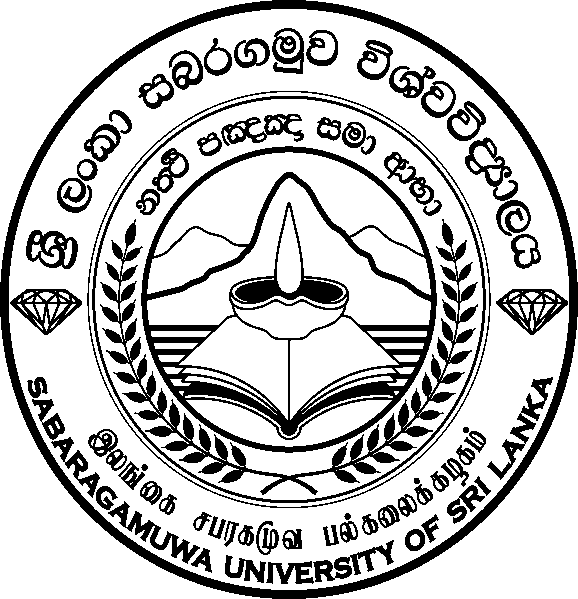 ශ්‍රී ලංකා සබරගමුව විශ්වවිද්‍යාලය
නත්ථි පඤ්ඤා සමා ආභා
இலங்கை சபரகமுவ பல்கலைக்கழகம்
SABARAGAMUWA UNIVERSITY OF SRI LANKA